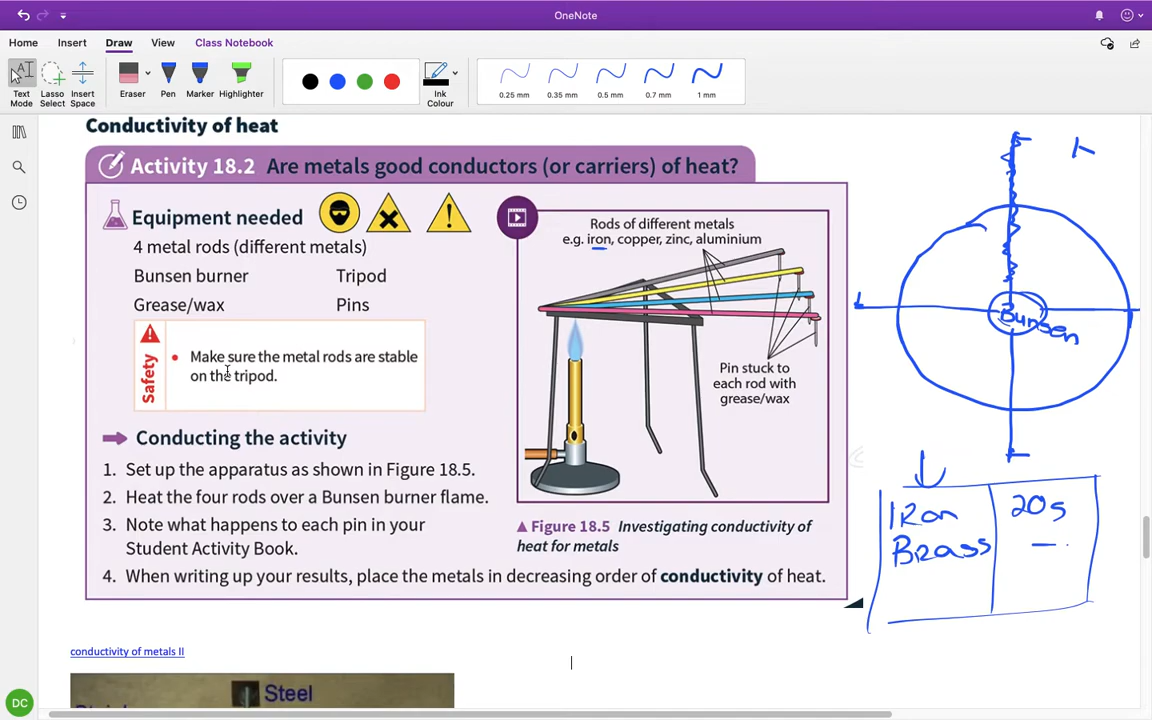 OneNote
Home Insert Draw View Class Notebook
Text Mode
Lasso Select
Insert Space
Eraser
Pen
Marker
Highlighter
Ink Colour
0.25 mm 0.35 mm 0.5 mm 0.7 mm 1 mm
Conductivity of heat
Activity 18.2 Are metals good conductors (or carriers) of heat?
Equipment needed
4 metal rods (different metals)
Bunsen burner Tripod
Grease/wax Pins
Safety
• Make sure the metal rods are stable
on the tripod.
Conducting the activity
1. Set up the apparatus as shown in Figure 18.5.
2. Heat the four rods over a Bunsen burner flame.
3. Note what happens to each pin in your
Student Activity Book.
4. When writing up your results, place the metals in decreasing order of conductivity of heat.
Rods of different metals
e.g. iron, copper, zinc, aluminium
Pin stuck to
each rod with
grease/wax
▲ Figure 18.5 Investigating conductivity of
heat for metals
Bunsen
IRon 20s
BRass –
conductivity of metals II
Steel
DC